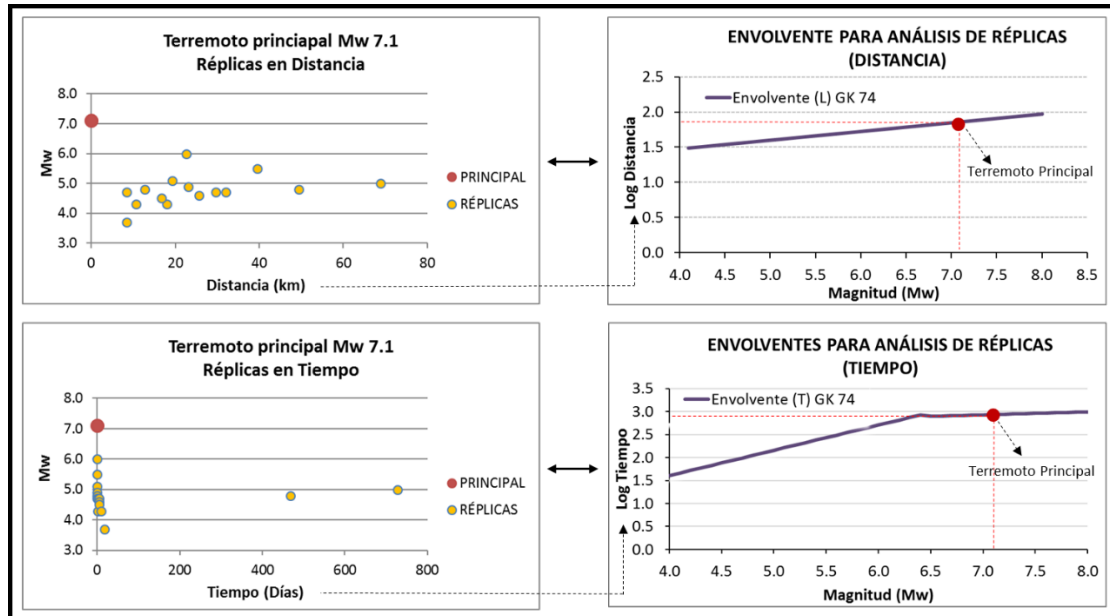 Terremoto princiapal Mw 7.1
Réplicas en Distancia
8.0
7.0
6.0
5.0
4.0
3.0
Mw
0
20
40
60
80
Distancia (km)
PRINCIPAL
RÉPLICAS
ENVOLVENTE PARA ANÁLISIS DE RÉPLICAS
(DISTANCIA)
2.5
2.0
1.5
1.0
0.5
0.0
Log Distancia
Envolvente (L) GK 74
Terremoto Principal
4.0
4.5
5.0
5.5
6.0
6.5
7.0
7.5
8.0
8.5
Magnitud (Mw)
Terremoto principal Mw 7.1
Réplicas en Tiempo
8.0
7.0
6.0
5.0
4.0
3.0
Mw
0
200
400
600
800
Tiempo (Días)
PRINCIPAL
RÉPLICAS
ENVOLVENTES PARA ANÁLISIS DE RÉPLICAS
(TIEMPO)
3.5
3.0
2.5
2.0
1.5
1.0
0.5
0.0
Log Tiempo
Envolvente (T) GK 74
Terremoto Principal
4.0
4.5
5.0
5.5
6.0
6.5
7.0
7.5
8.0
Magnitud (Mw)